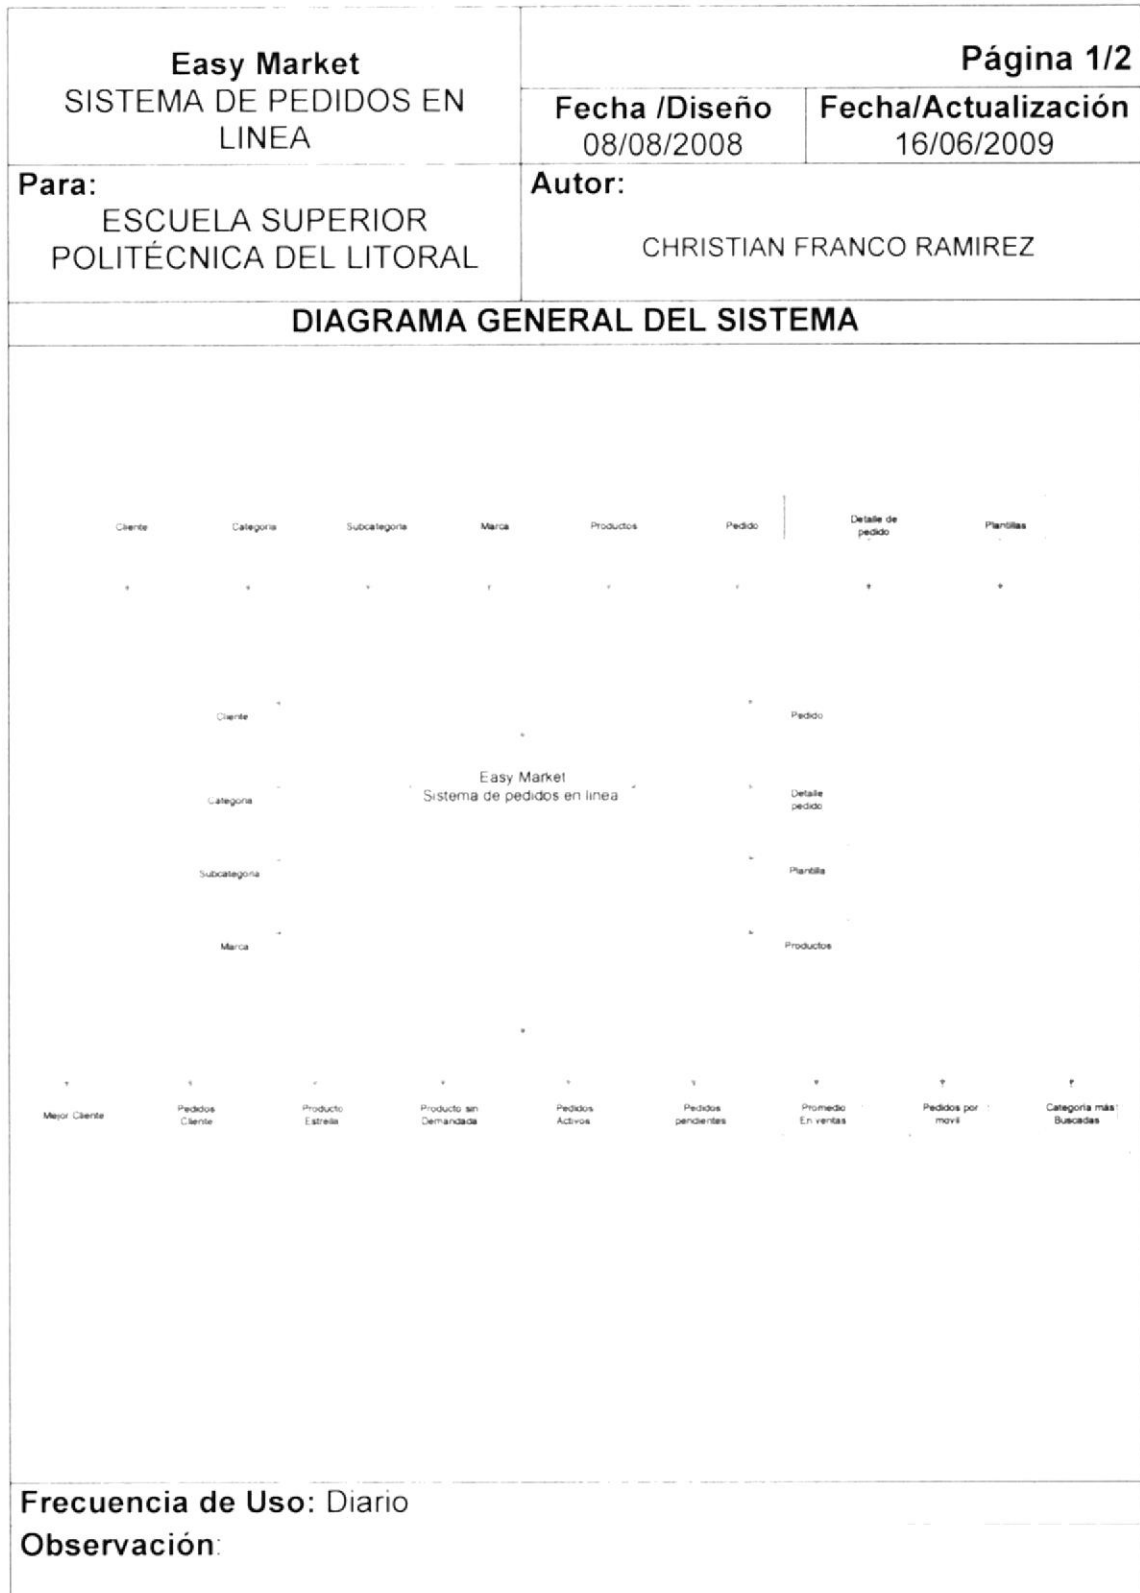 Easy Market
SISTEMA DE PEDIDOS EN
LINEA
Página 1/2
Fecha /Diseño
08/08/2008
Fecha/Actualización
16/06/2009
Para:
ESCUELA SUPERIOR
POLITÉCNICA DEL LITORAL
Autor:
CHRISTIAN FRANCO RAMIREZ
DIAGRAMA GENERAL DEL SISTEMA
Cliente
Categoria
Subcategoria
Marca
Productos
Pedido
Detalle de
pedido
Plantillas
Cliente
Pedido
Easy Market
Sistema de pedidos en linea
Categoria
Detalle
pedido
Subcategoria
Plantilla
Marca
Productos
Mejor Cliente
Pedidos
Cliente
Producto
Estrella
Producto sin
Demandada
Pedidos
Activos
Pedidos
pendientes
Promedio
En ventas
Pedidos por
movil
Categoria más
Buscadas
Frecuencia de Uso: Diario
Observación: